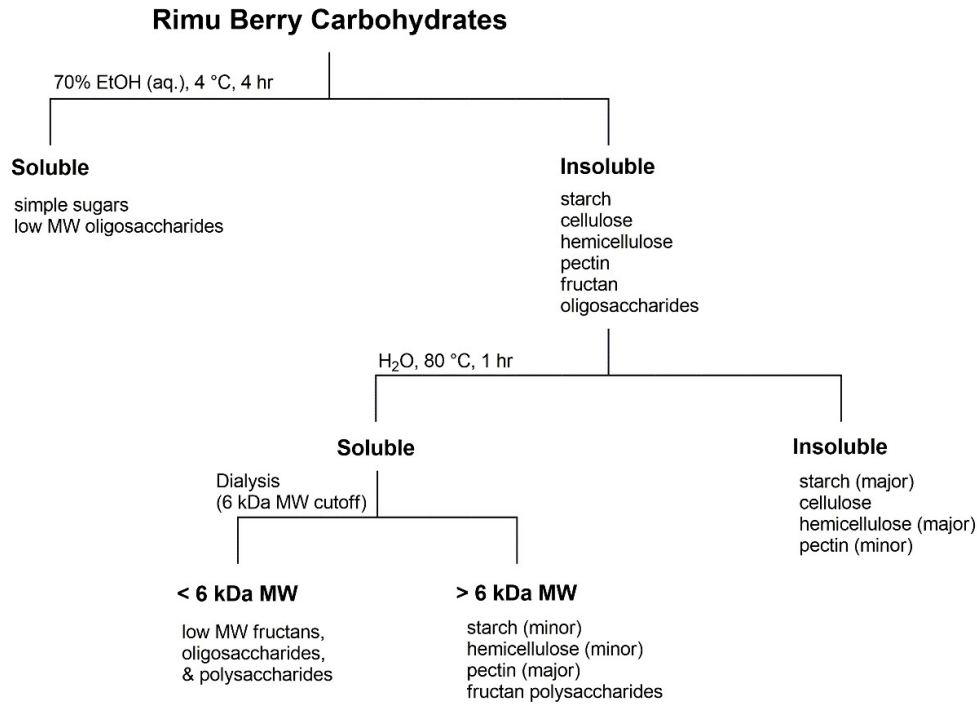 Rimu Berry Carbohydrates
70% EtOH (aq.), 4 °C, 4 hr
Soluble
simple sugars
low MW oligosaccharides
Insoluble
starch
cellulose
hemicellulose
pectin
fructan
oligosaccharides
H₂O, 80 °C, 1 hr
Soluble
Insoluble
starch (major)
cellulose
hemicellulose (major)
pectin (minor)
Dialysis
(6 kDa MW cutoff)
< 6 kDa MW
low MW fructans,
oligosaccharides,
& polysaccharides
> 6 kDa MW
starch (minor)
hemicellulose (minor)
pectin (major)
fructan polysaccharides